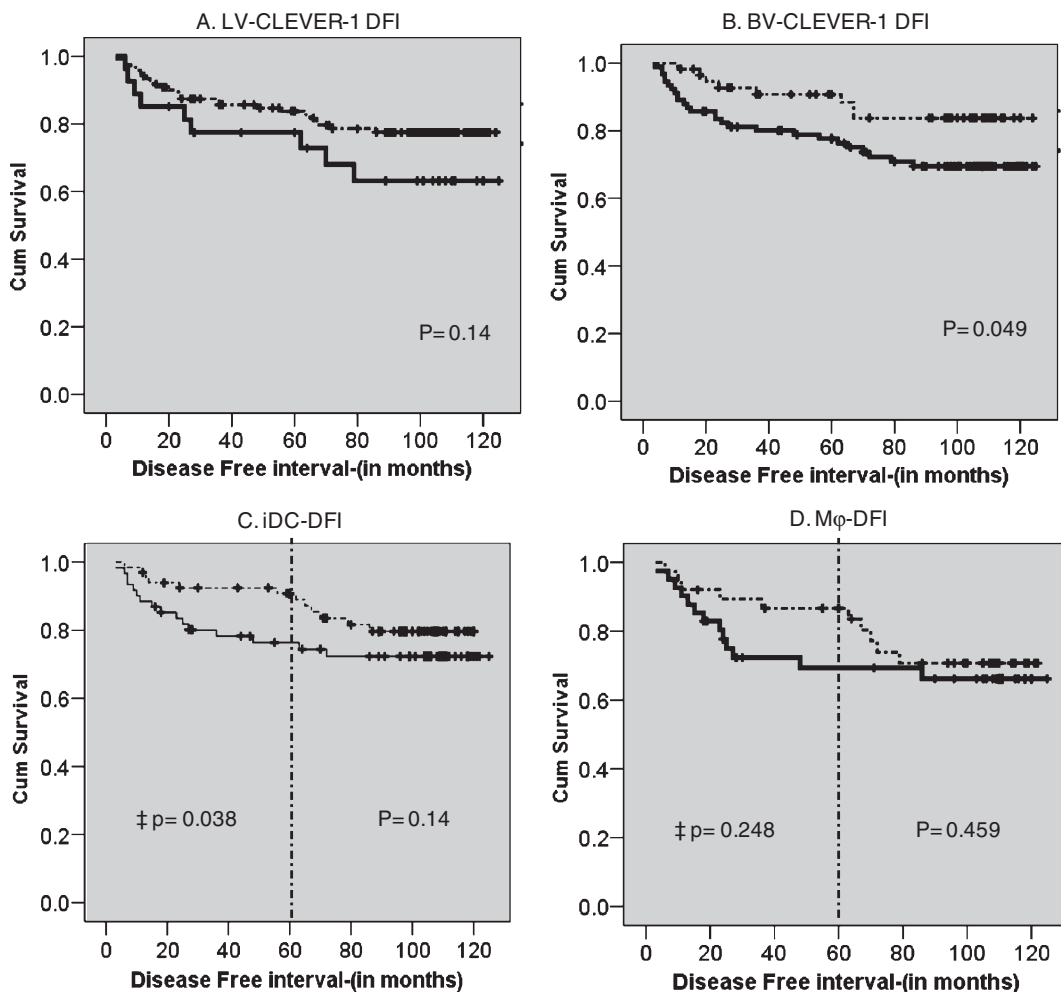 A. LV-CLEVER-1 DFI
Cum Survival
1.0
0.8
0.6
0.4
0.2
0.0
P= 0.14
0 20 40 60 80 100 120
Disease Free interval-(in months)
B. BV-CLEVER-1 DFI
Cum Survival
1.0
0.8
0.6
0.4
0.2
0.0
P= 0.049
0 20 40 60 80 100 120
Disease Free interval-(in months)
C. iDC-DFI
Cum Survival
1.0
0.8
0.6
0.4
0.2
0.0
‡ p= 0.038 P= 0.14
0 20 40 60 80 100 120
Disease Free interval-(in months)
D. Mφ-DFI
Cum Survival
1.0
0.8
0.6
0.4
0.2
0.0
‡ p= 0.248 P= 0.459
0 20 40 60 80 100 120
Disease Free interval-(in months)